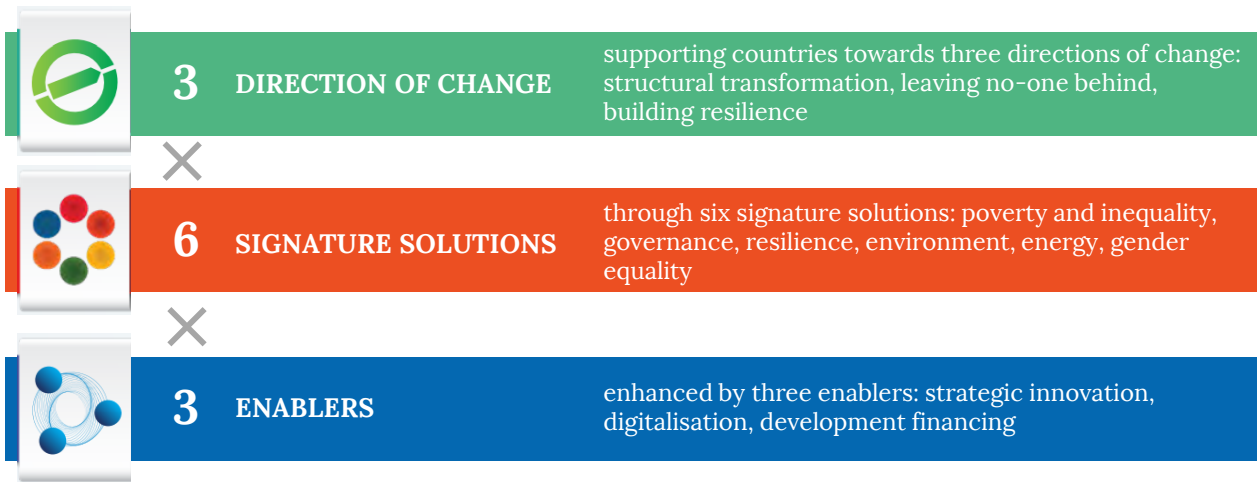 3 DIRECTION OF CHANGE
supporting countries towards three directions of change:
structural transformation, leaving no-one behind,
building resilience
×
6 SIGNATURE SOLUTIONS
through six signature solutions: poverty and inequality,
governance, resilience, environment, energy, gender
equality
×
3 ENABLERS
enhanced by three enablers: strategic innovation,
digitalisation, development financing